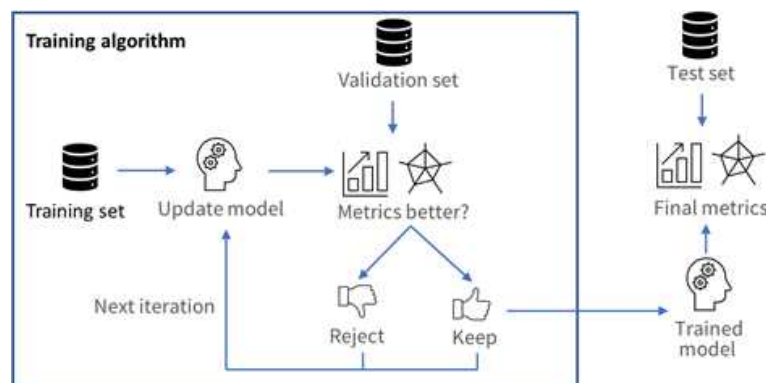 Training algorithm
Validation set
Test set
Training set
Update model
Metrics better?
Final metrics
Next iteration
Reject
Keep
Trained
model